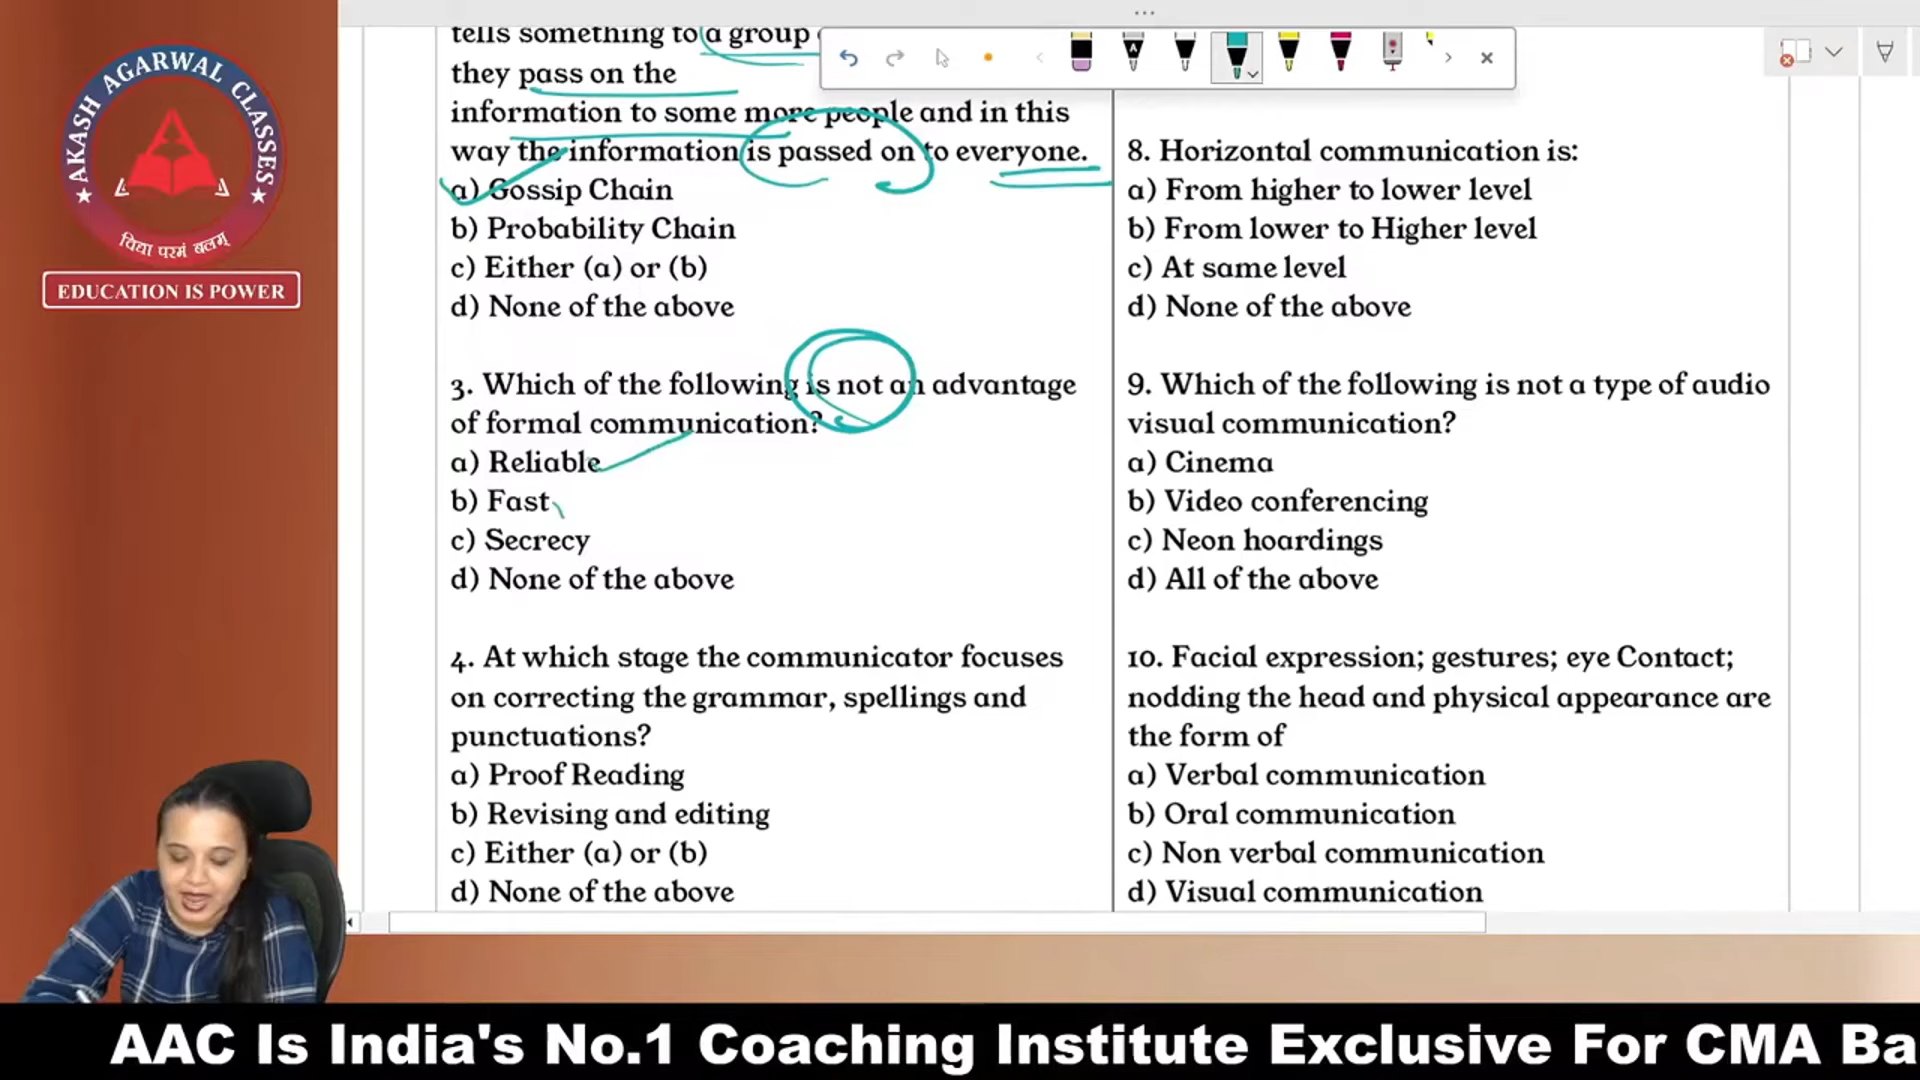 AKASH AGARWAL CLASSES
विद्या परमं बलम्
EDUCATION IS POWER
tells something to a group
they pass on the
information to some more people and in this
way the information is passed on to everyone.
a) Gossip Chain
b) Probability Chain
c) Either (a) or (b)
d) None of the above
3. Which of the following is not an advantage
of formal communication?
a) Reliable
b) Fast
c) Secrecy
d) None of the above
4. At which stage the communicator focuses
on correcting the grammar, spellings and
punctuations?
a) Proof Reading
b) Revising and editing
c) Either (a) or (b)
d) None of the above
8. Horizontal communication is:
a) From higher to lower level
b) From lower to Higher level
c) At same level
d) None of the above
9. Which of the following is not a type of audio
visual communication?
a) Cinema
b) Video conferencing
c) Neon hoardings
d) All of the above
10. Facial expression; gestures; eye Contact;
nodding the head and physical appearance are
the form of
a) Verbal communication
b) Oral communication
c) Non verbal communication
d) Visual communication
AAC Is India's No.1 Coaching Institute Exclusive For CMA Ba